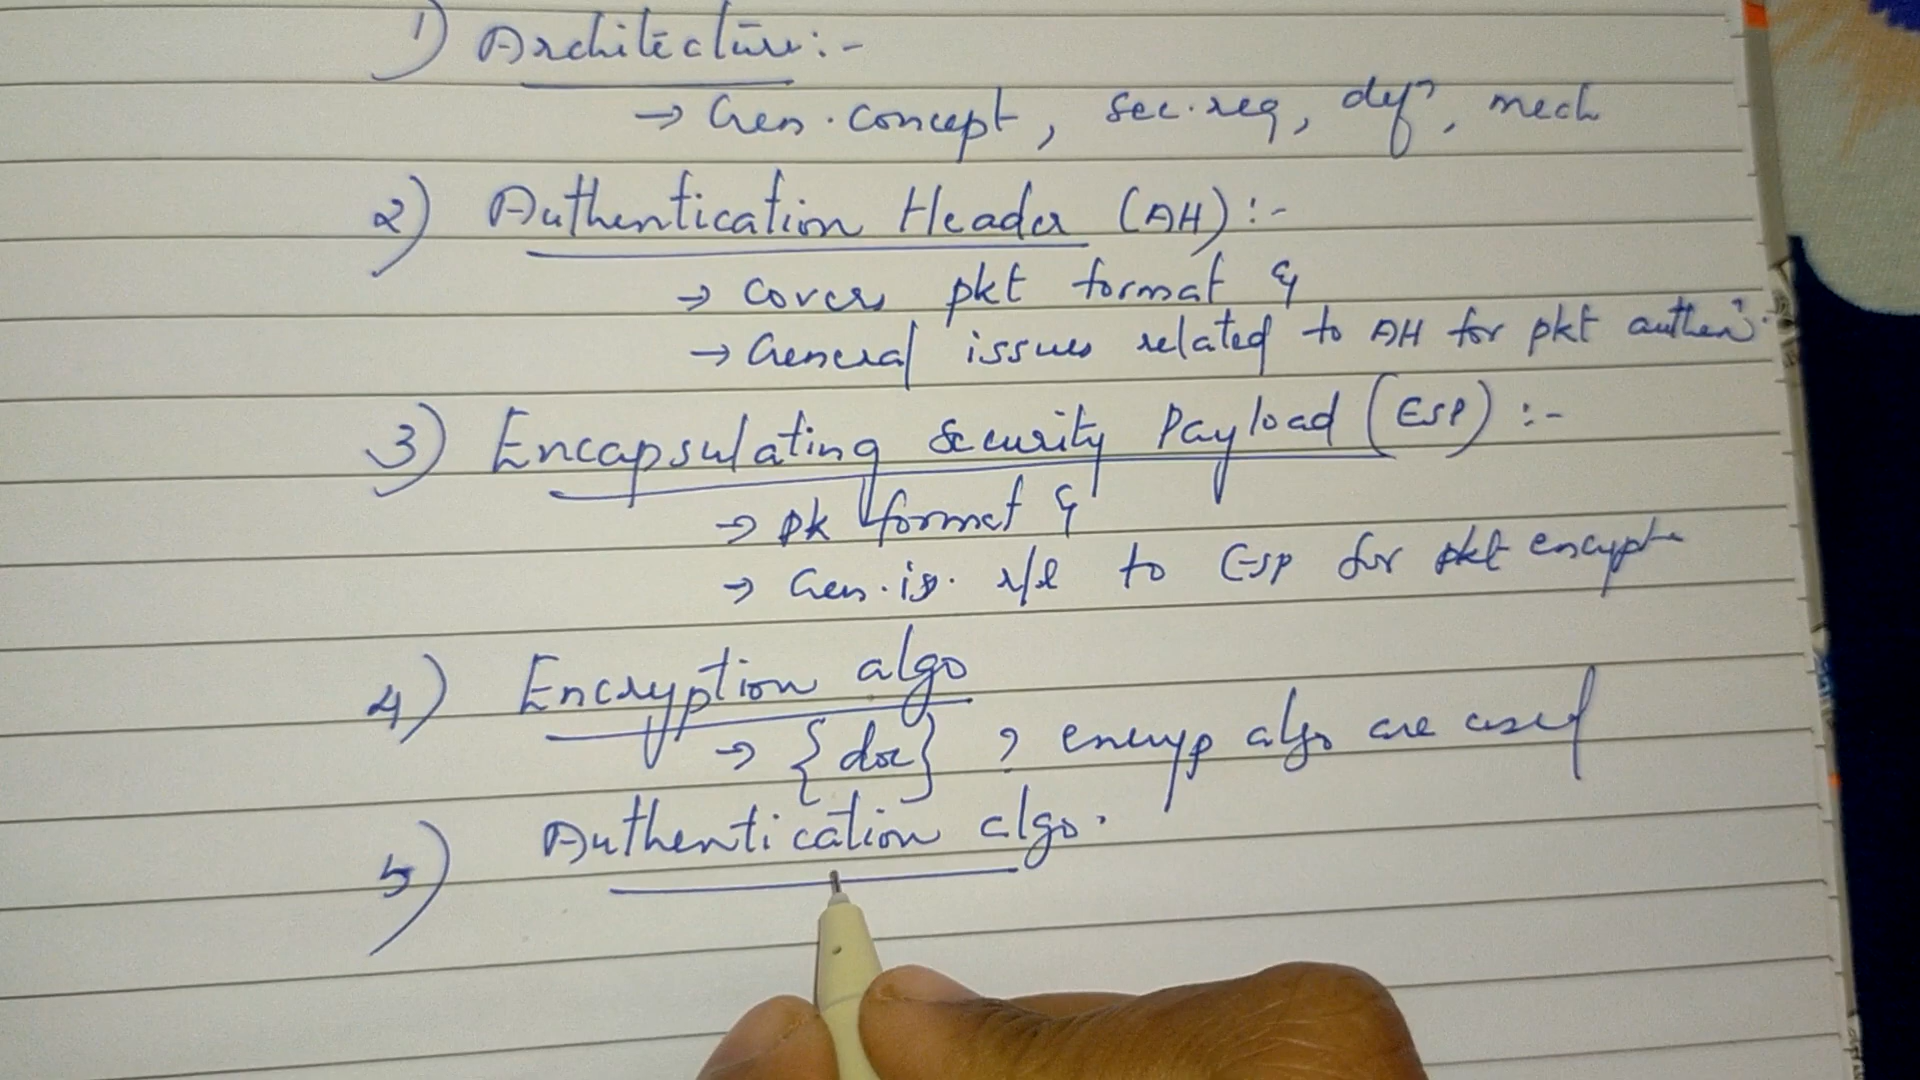 1) Architecture:-
→ Gen. concept, sec. req, defn, mech
2) Authentication Header (AH):-
→ Covers pkt format &
→ General issues related to AH for pkt authen
3) Encapsulating Security Payload (ESP):-
→ pk format &
→ Gen. is. r/l to ESP for pkt encypt
4) Encryption algo
→ {doc} , encryp algo are used
5) Authentication algo.